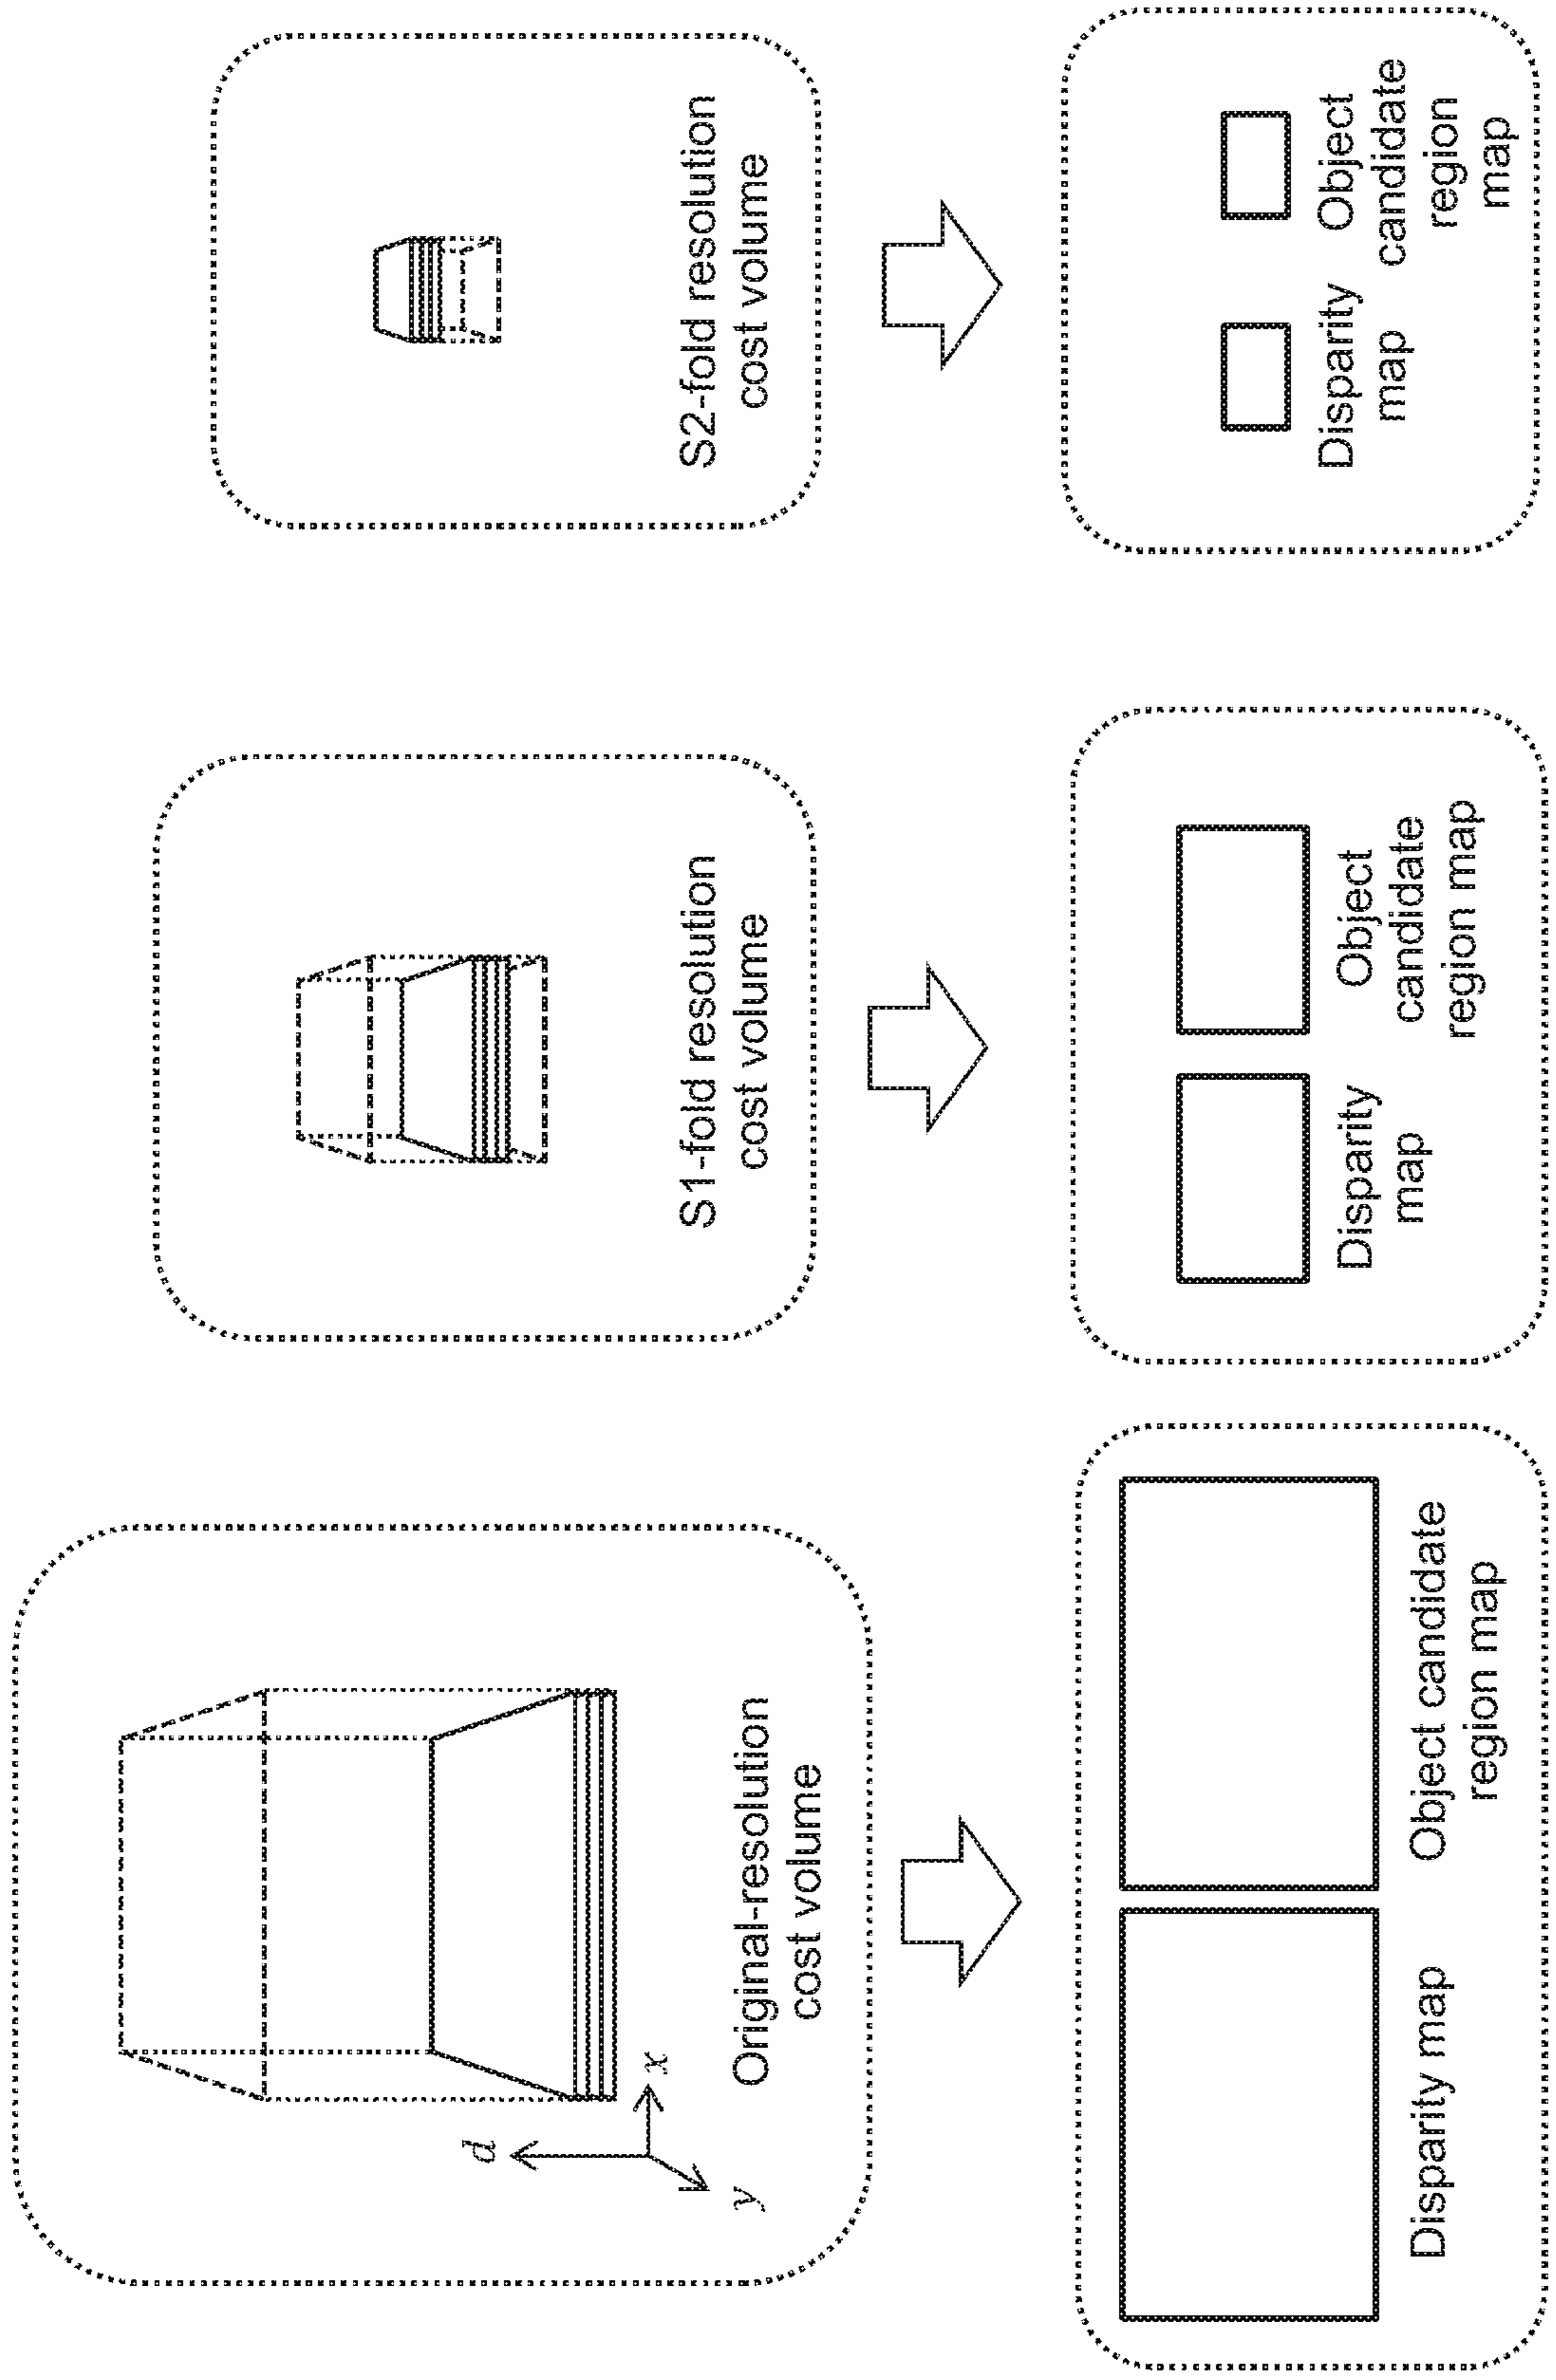 d
x
y
Original-resolution
cost volume
S1-fold resolution
cost volume
S2-fold resolution
cost volume
Disparity map
Object candidate
region map
Disparity
map
Object
candidate
region map
Disparity
map
Object
candidate
region
map